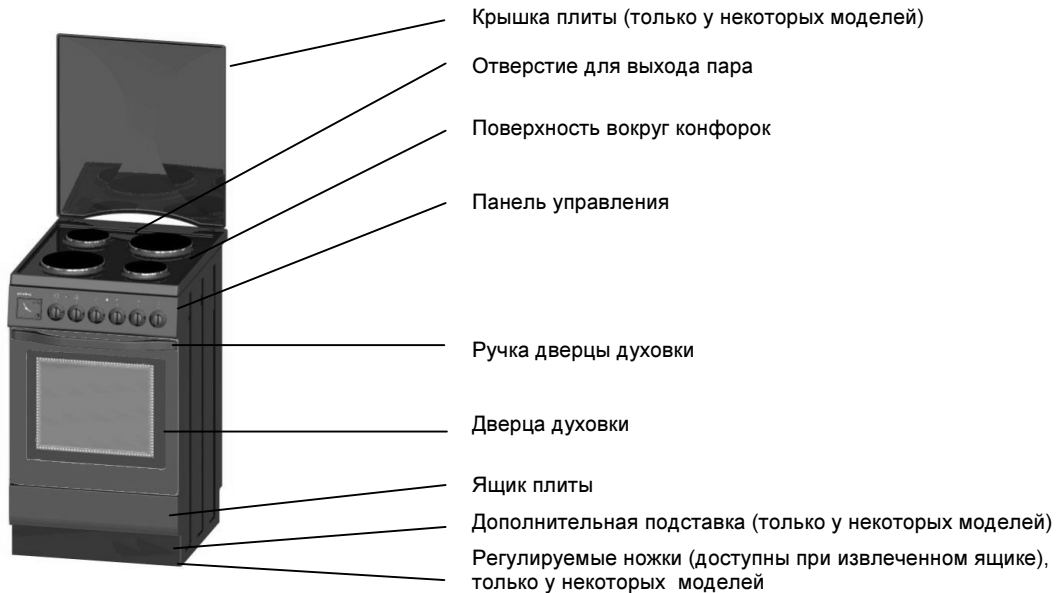 Крышка плиты (только у некоторых моделей)
Отверстие для выхода пара
Поверхность вокруг конфорок
Панель управления
Ручка дверцы духовки
Дверца духовки
Ящик плиты
Дополнительная подставка (только у некоторых моделей)
Регулируемые ножки (доступны при извлеченном ящике),
только у некоторых моделей